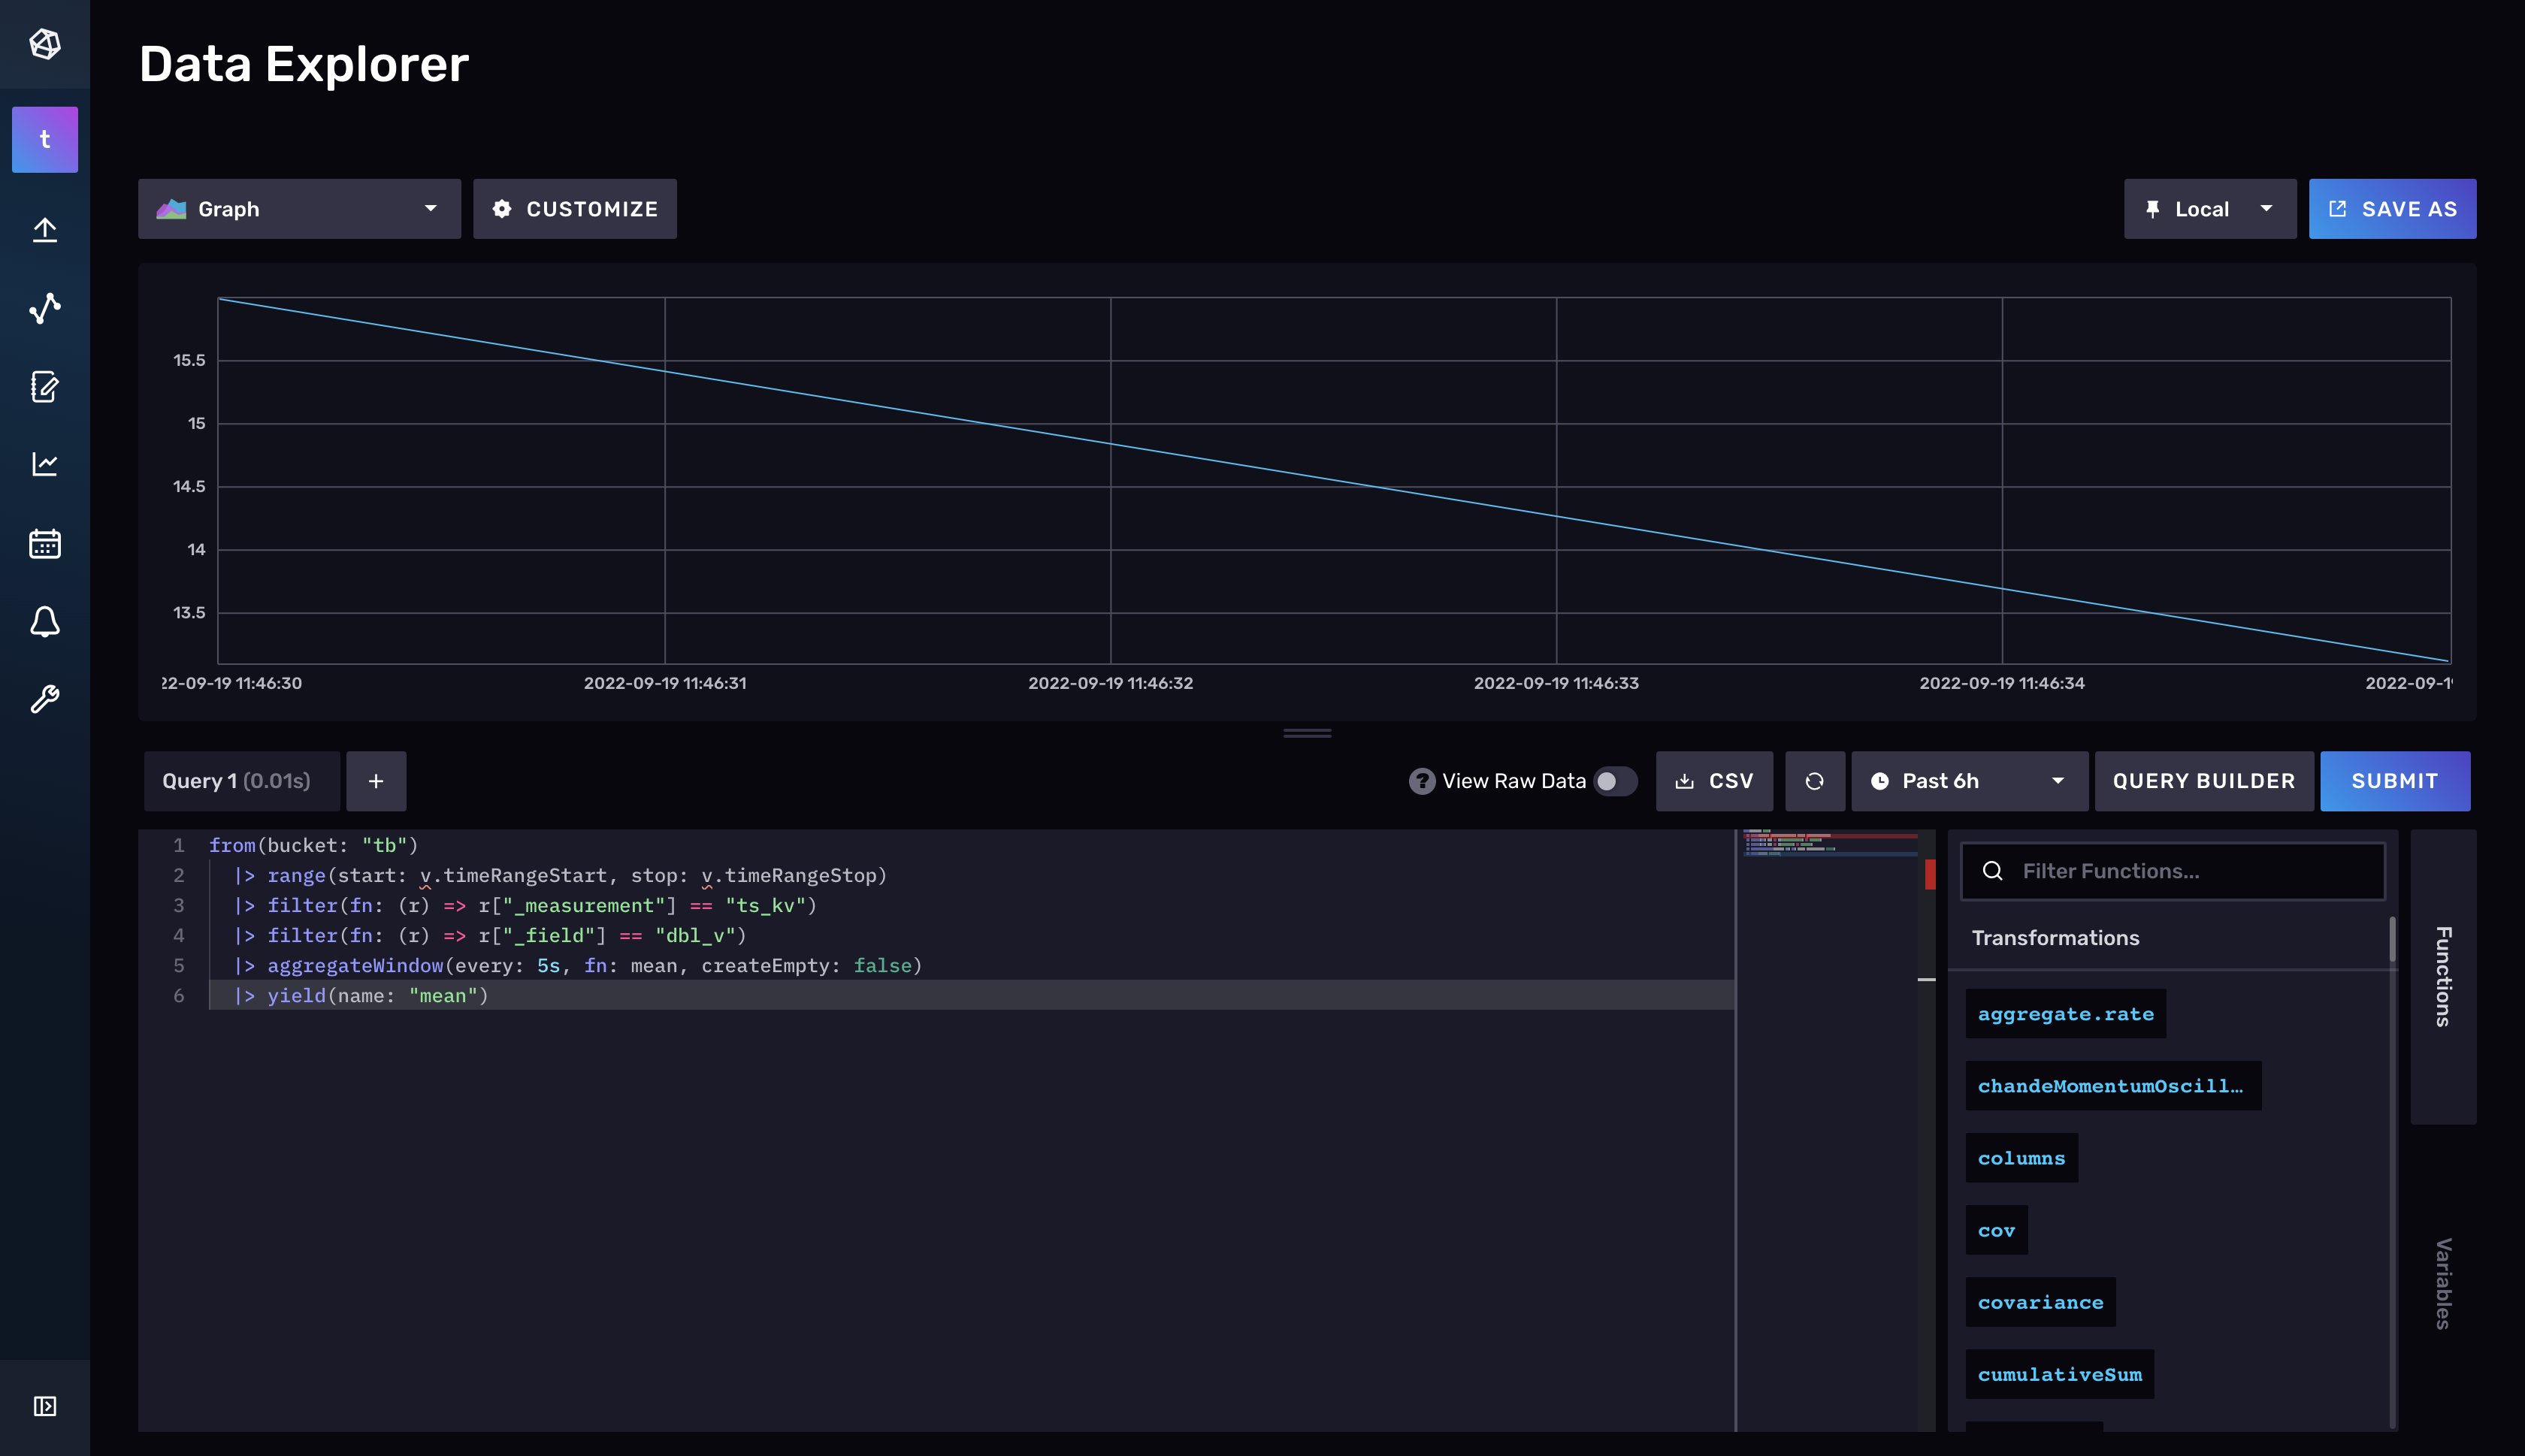 Data Explorer
t
Graph
CUSTOMIZE
Local
SAVE AS
15.5
15
14.5
14
13.5
22-09-19 11:46:30
2022-09-19 11:46:31
2022-09-19 11:46:32
2022-09-19 11:46:33
2022-09-19 11:46:34
2022-09-1
Query 1 (0.01s)
+
? View Raw Data
CSV
Past 6h
QUERY BUILDER
SUBMIT
1 from(bucket: "tb")
2 |> range(start: v.timeRangeStart, stop: v.timeRangeStop)
3 |> filter(fn: (r) => r["_measurement"] == "ts_kv")
4 |> filter(fn: (r) => r["_field"] == "dbl_v")
5 |> aggregateWindow(every: 5s, fn: mean, createEmpty: false)
6 |> yield(name: "mean")
Filter Functions...
Transformations
aggregate.rate
chandeMomentumOscill…
columns
cov
covariance
cumulativeSum
Functions
Variables